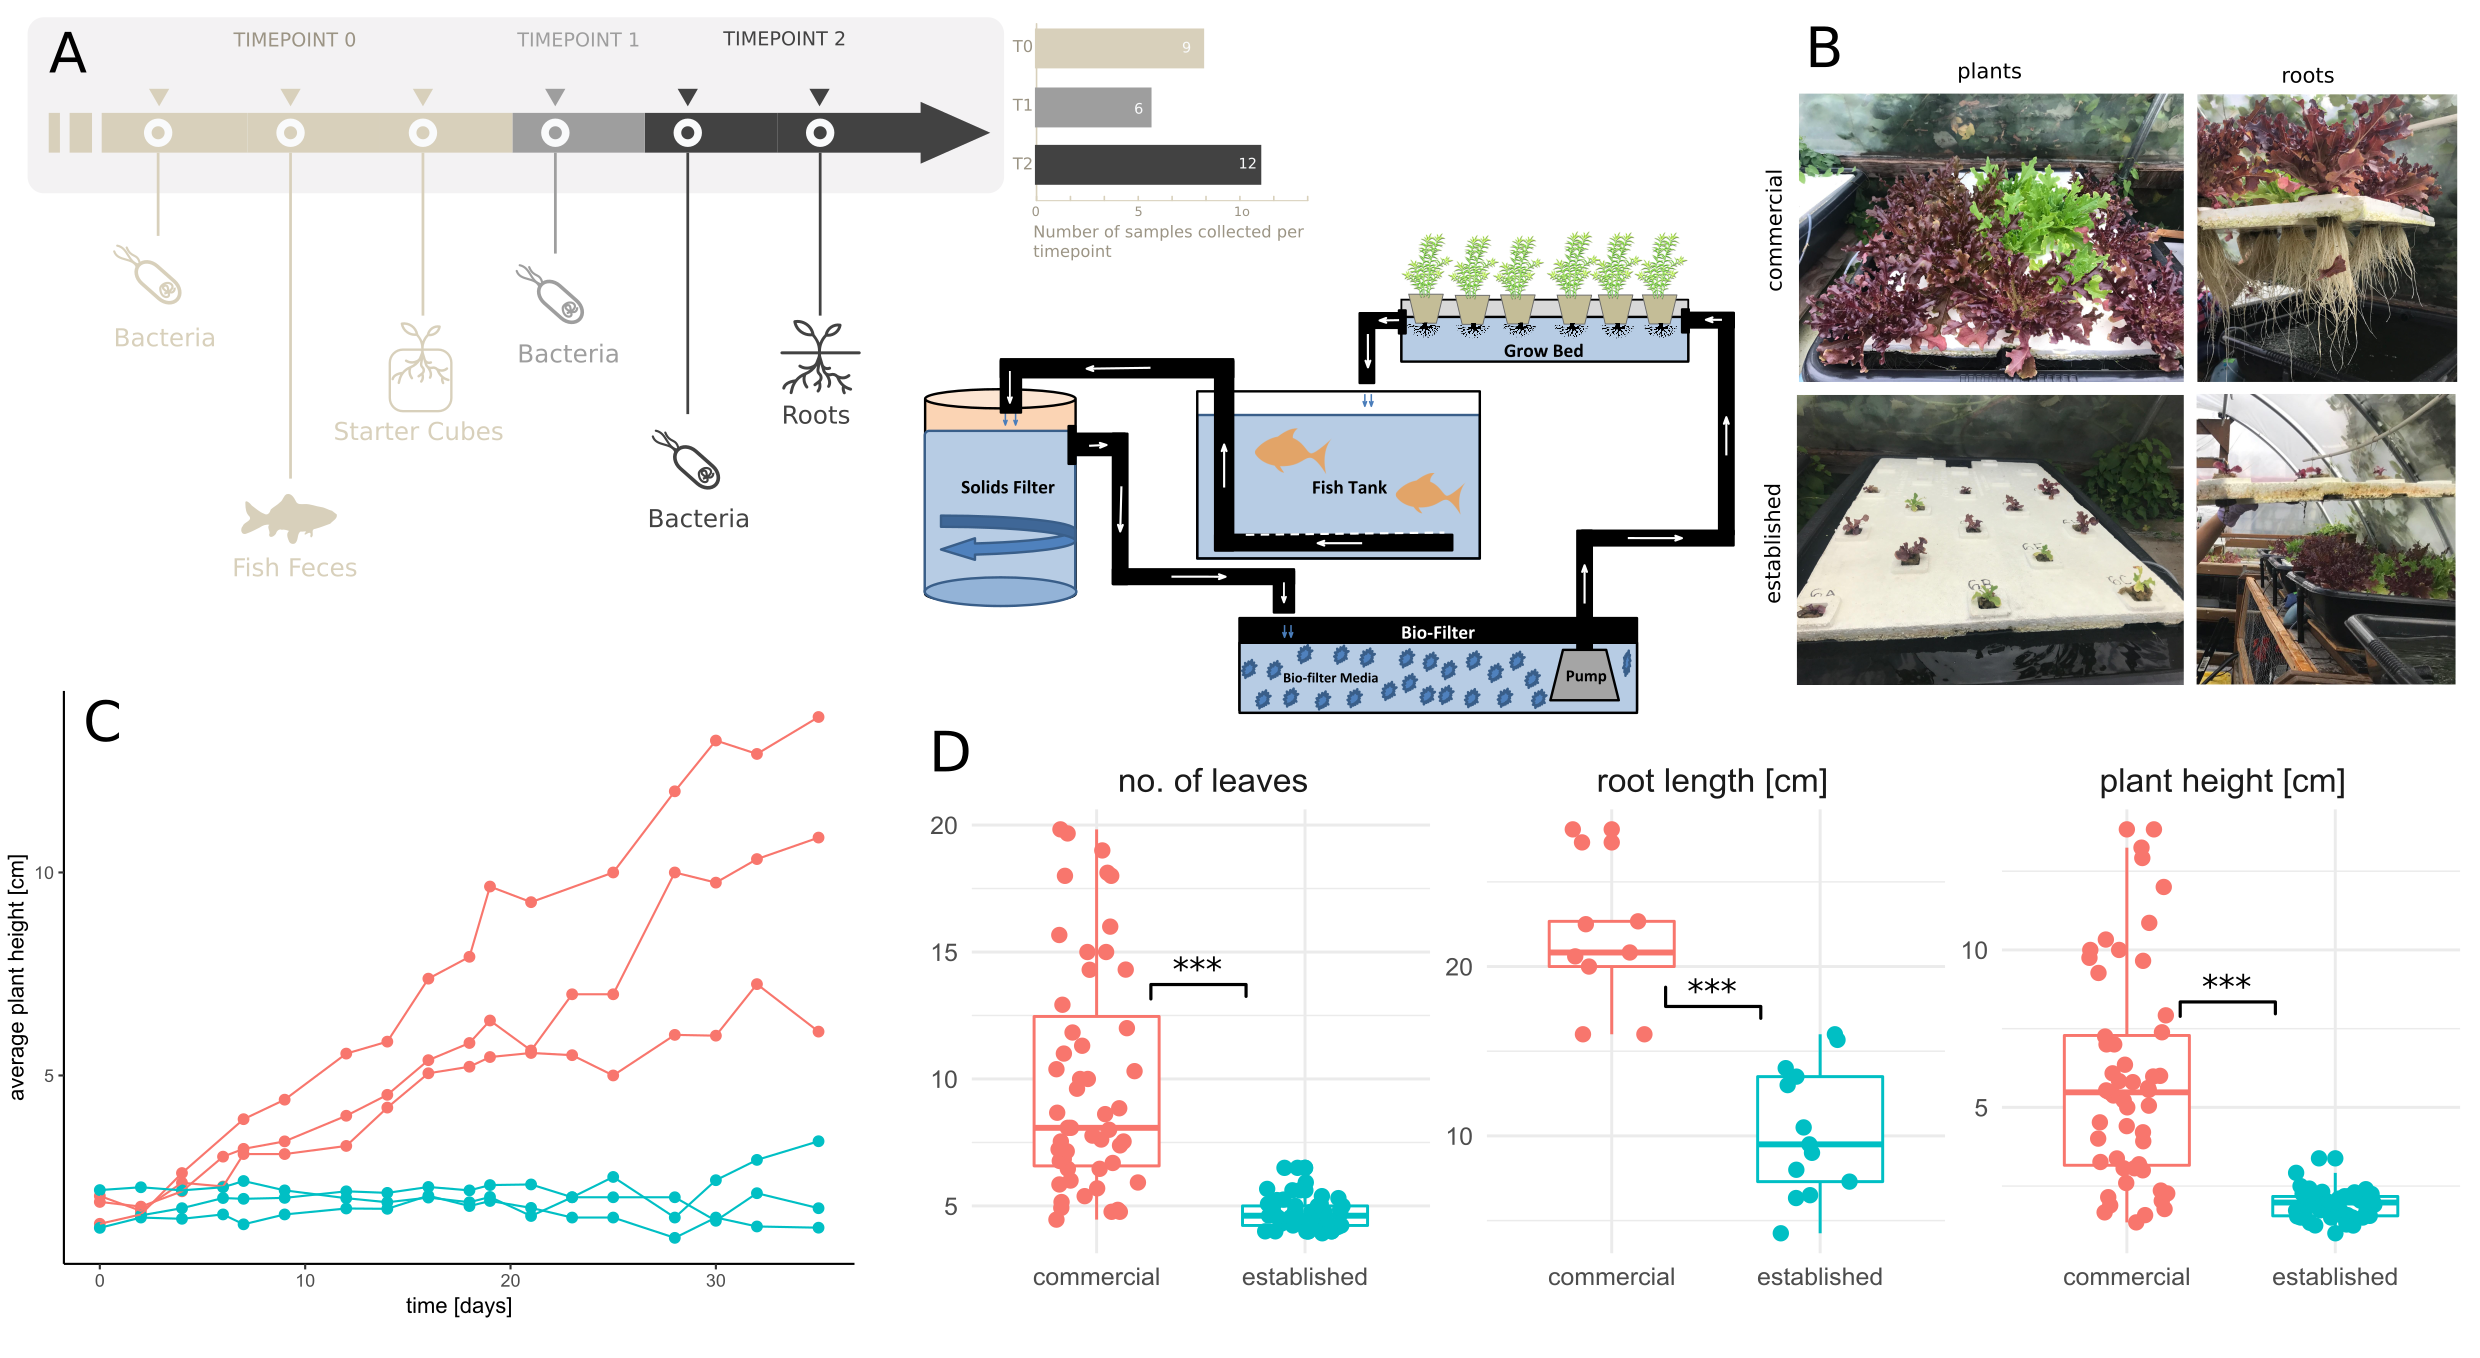 A
TIMEPOINT 0
TIMEPOINT 1
TIMEPOINT 2
Bacteria
Fish Feces
Starter Cubes
Bacteria
Bacteria
Roots
T0
9
T1
6
T2
12
0 5 1o
Number of samples collected per
timepoint
Grow Bed
Solids Filter
Fish Tank
Bio-Filter
Bio-filter Media
Pump
B
plants
roots
commercial
established
6A
6B
6C
C
average plant height [cm]
10
5
0 10 20 30
time [days]
D
no. of leaves
20
15
10
5
***
commercial established
root length [cm]
20
10
***
commercial established
plant height [cm]
10
5
***
commercial established